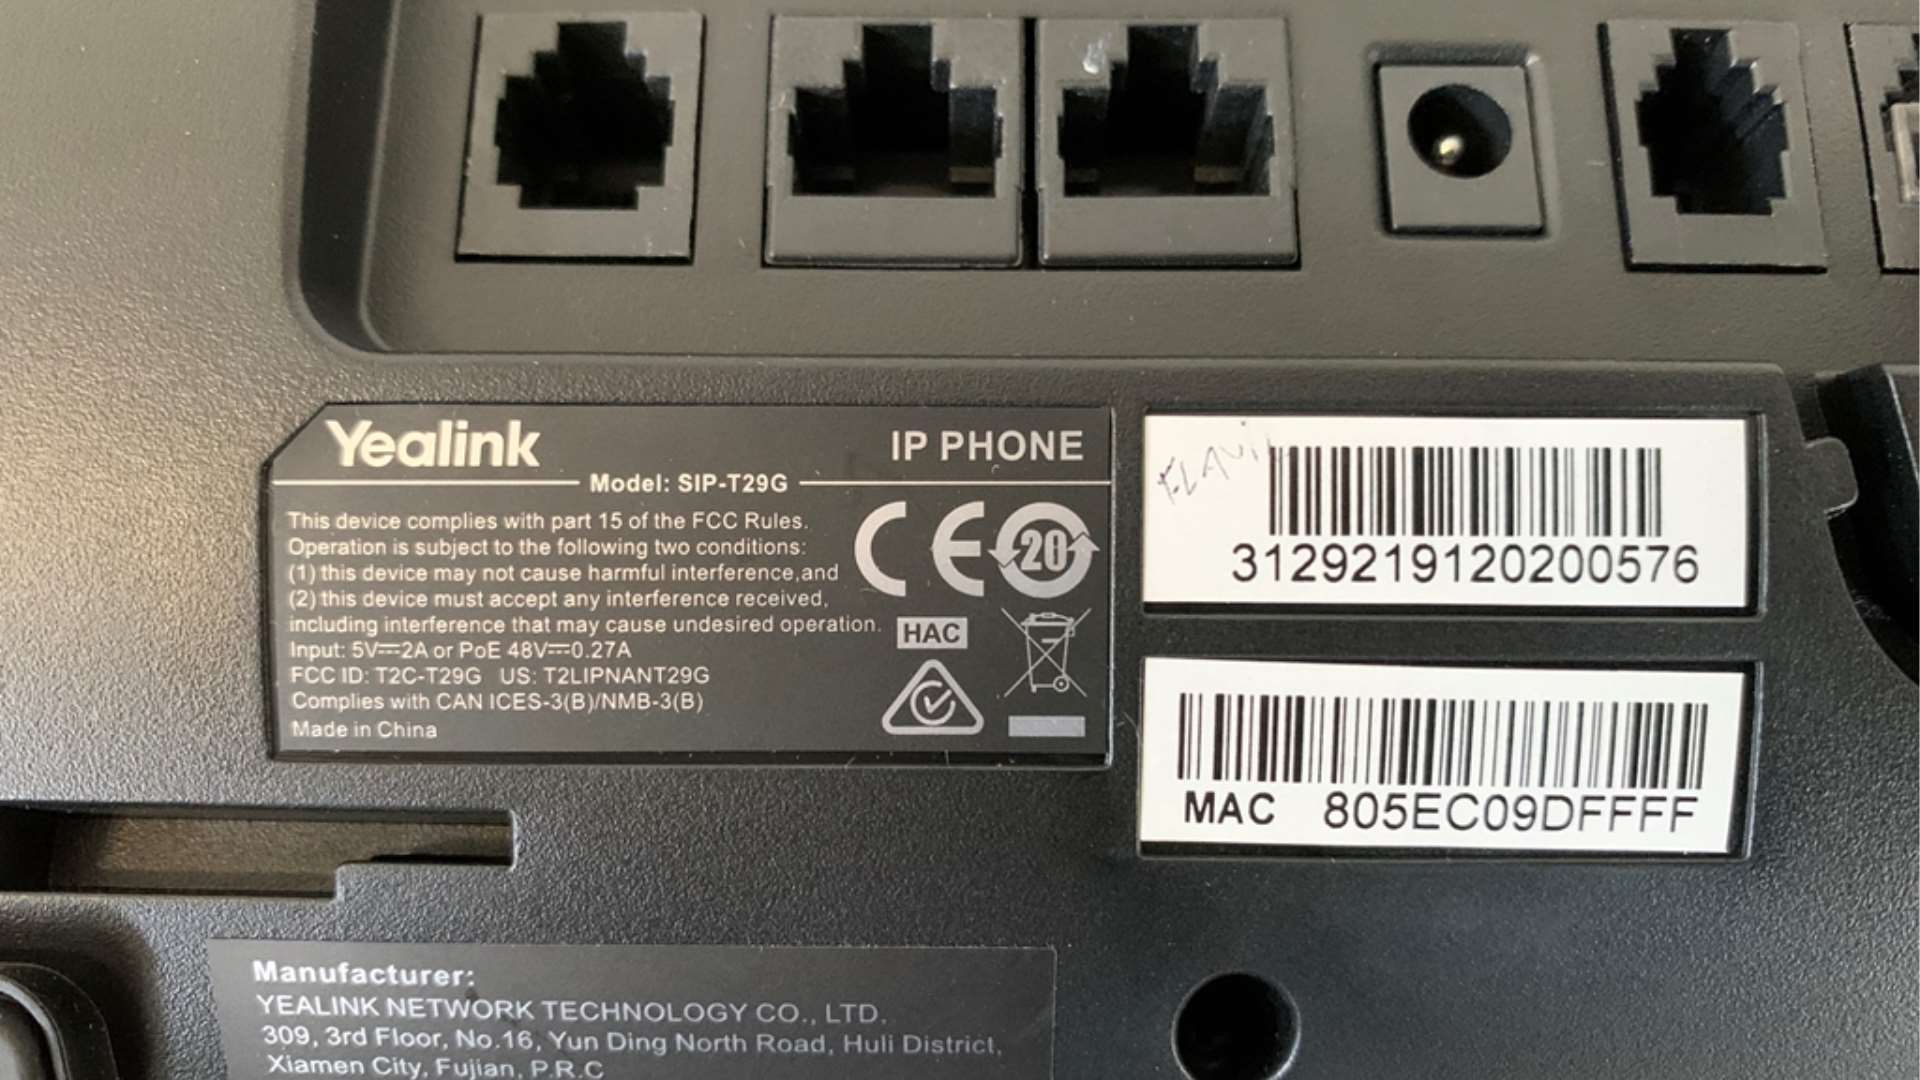 Yealink IP PHONE
Model: SIP-T29G
This device complies with part 15 of the FCC Rules.
Operation is subject to the following two conditions:
(1) this device may not cause harmful interference,and
(2) this device must accept any interference received,
including interference that may cause undesired operation.
Input: 5V⎓2A or PoE 48V⎓0.27A
FCC ID: T2C-T29G US: T2LIPNANT29G
Complies with CAN ICES-3(B)/NMB-3(B)
Made in China
CE
20
HAC
3129219120200576
MAC 805EC09DFFFF
Manufacturer:
YEALINK NETWORK TECHNOLOGY CO., LTD.
309, 3rd Floor, No.16, Yun Ding North Road, Huli District,
Xiamen City, Fujian, P.R.C